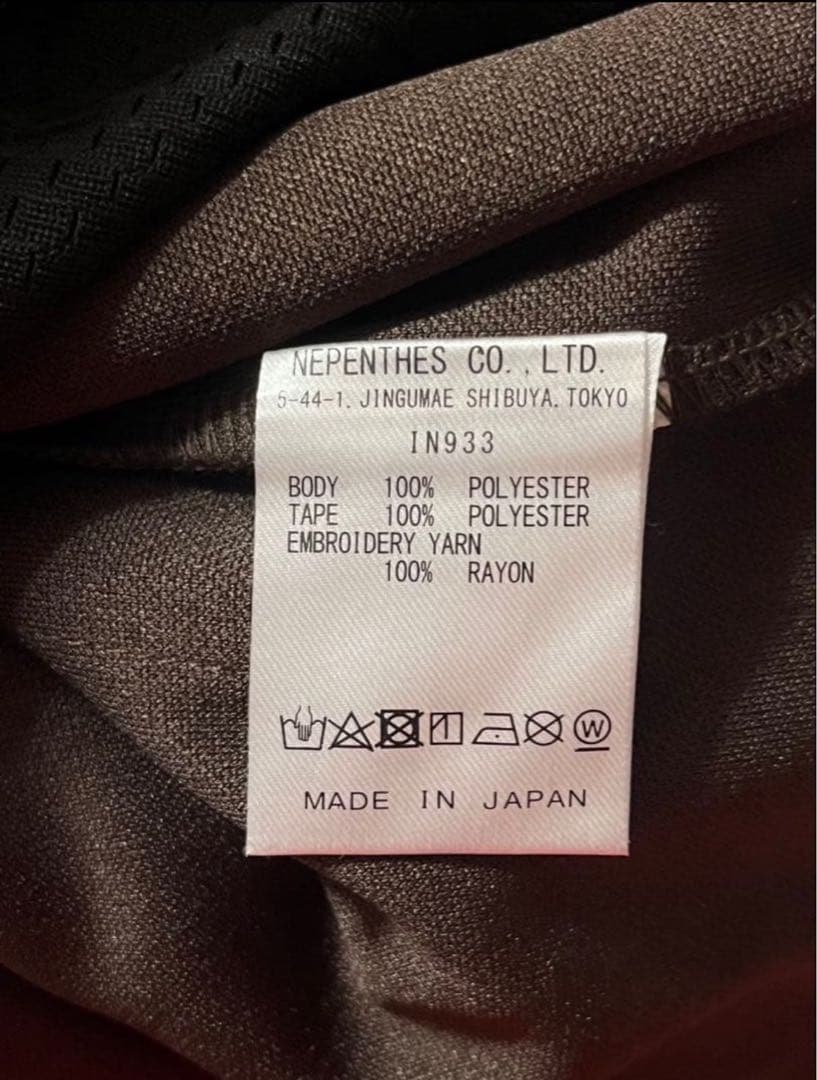 NEPENTHES CO.,LTD.
5-44-1. JINGUMAE SHIBUYA. TOKYO
IN933
BODY 100% POLYESTER
TAPE 100% POLYESTER
EMBROIDERY YARN
100% RAYON
W
MADE IN JAPAN